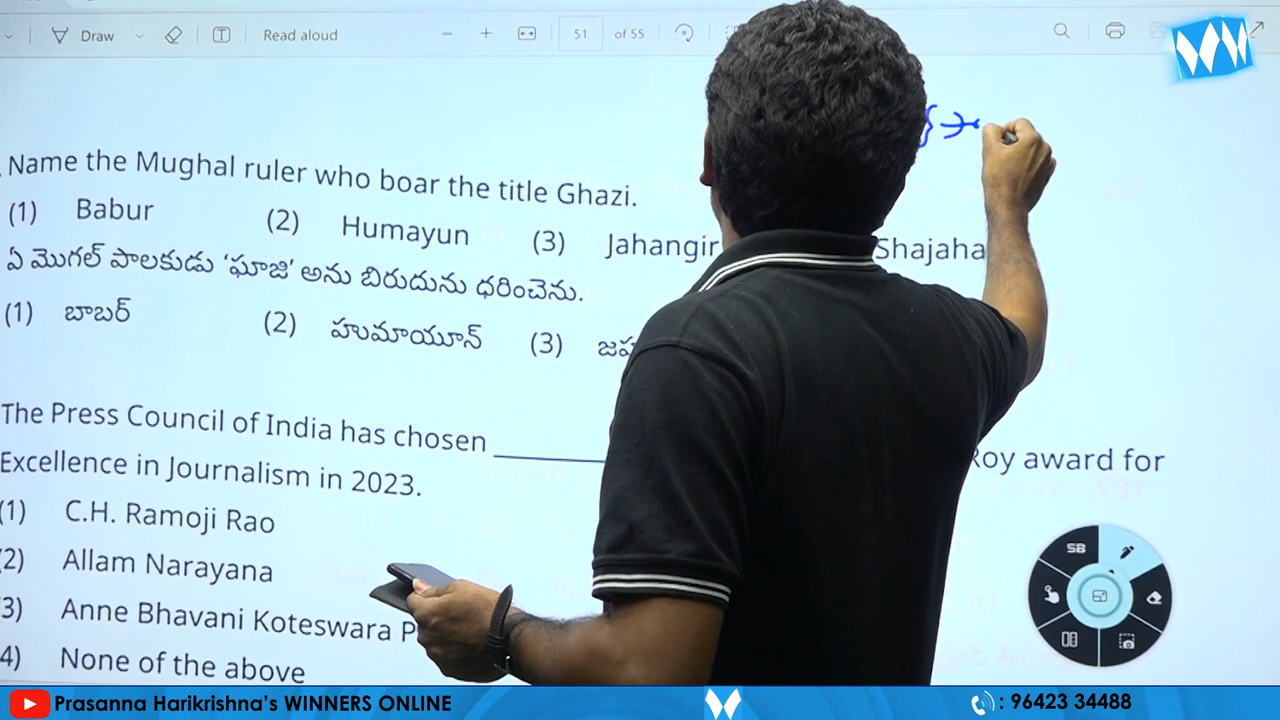 Draw
Read aloud
51 of 55
Name the Mughal ruler who boar the title Ghazi.
(1) Babur (2) Humayun (3) Jahangir Shajaha
ఏ మొగల్ పాలకుడు ‘ఘాజి’ అను బిరుదును ధరించెను.
(1) బాబర్ (2) హుమాయూన్ (3) జహ
The Press Council of India has chosen ________ Roy award for
Excellence in Journalism in 2023.
(1) C.H. Ramoji Rao
(2) Allam Narayana
(3) Anne Bhavani Koteswara P
(4) None of the above
SB
Prasanna Harikrishna's WINNERS ONLINE : 96423 34488